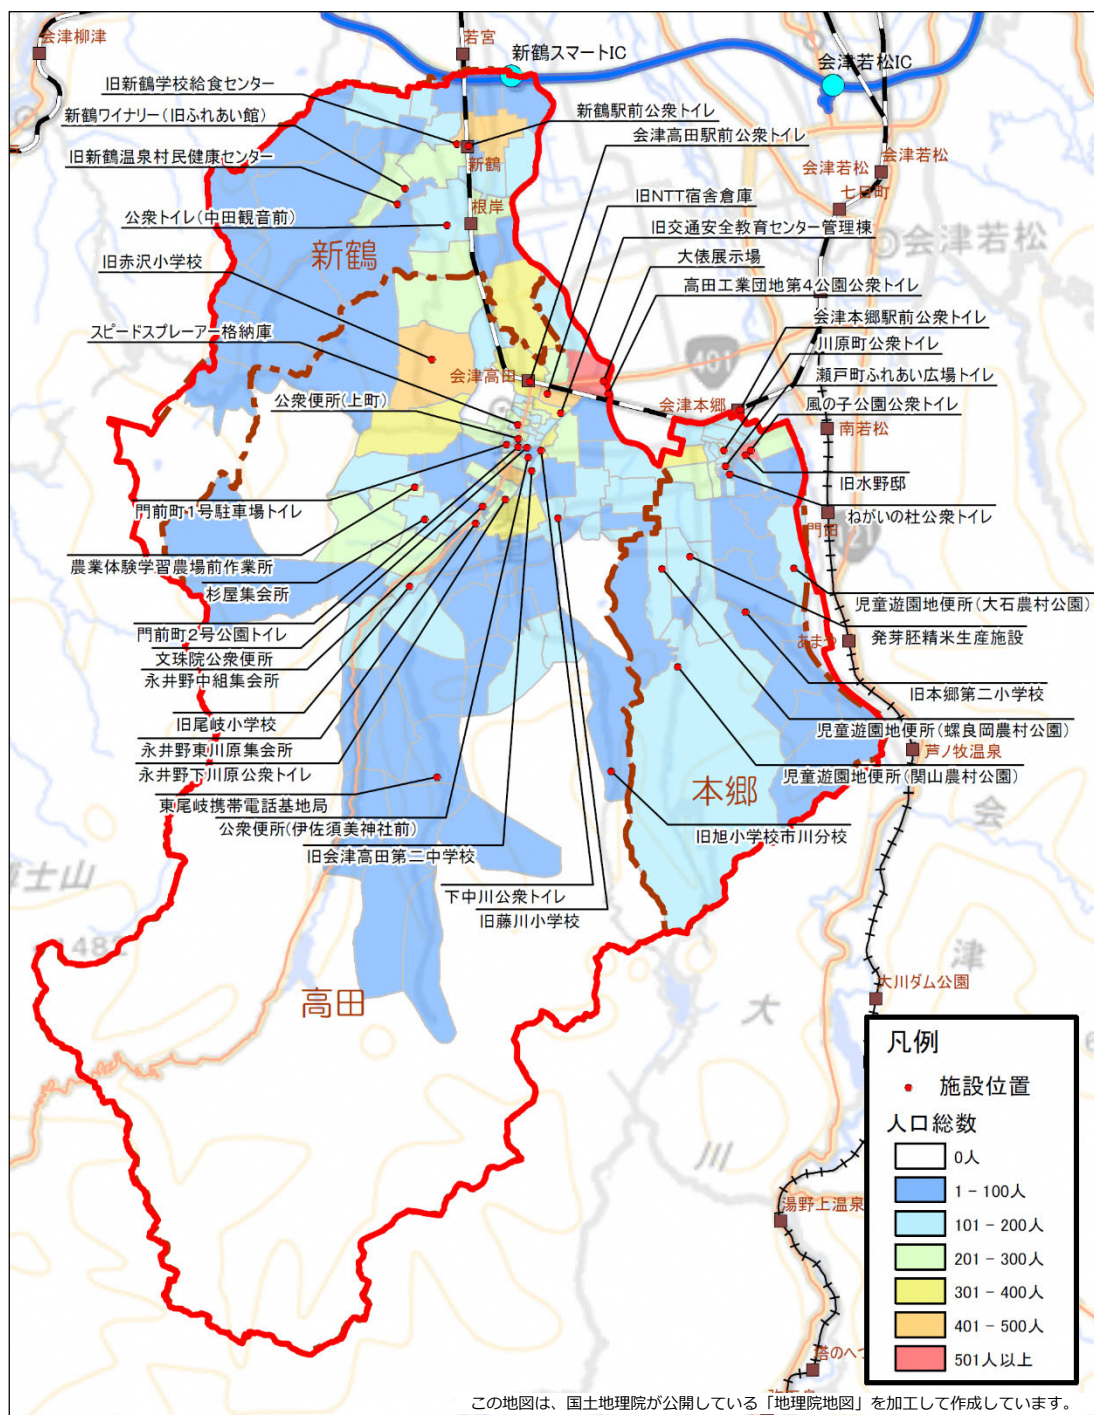 会津柳津
若宮
新鶴スマートIC
会津若松IC
旧新鶴学校給食センター
新鶴ワイナリー(旧ふれあい館)
旧新鶴温泉村民健康センター
公衆トイレ(中田観音前)
旧赤沢小学校
スピードスプレーアー格納庫
公衆便所(上町)
新鶴駅前公衆トイレ
会津高田駅前公衆トイレ
旧NTT宿舎倉庫
旧交通安全教育センター管理棟
大俵展示場
高田工業団地第4公園公衆トイレ
会津本郷駅前公衆トイレ
川原町公衆トイレ
瀬戸町ふれあい広場トイレ
風の子公園公衆トイレ
新鶴
根岸
新鶴
会津若松
会津若松
七日町
会津若松
401
会津高田
会津本郷
南若松
旧水野邸
ねがいの杜公衆トイレ
門田
121
門前町1号駐車場トイレ
農業体験学習農場前作業所
杉屋集会所
門前町2号公園トイレ
文珠院公衆便所
永井野中組集会所
旧尾岐小学校
永井野東川原集会所
永井野下川原公衆トイレ
東尾岐携帯電話基地局
公衆便所(伊佐須美神社前)
旧会津高田第二中学校
下中川公衆トイレ
旧藤川小学校
児童遊園地便所(大石農村公園)
発芽胚精米生産施設
あまや
旧本郷第二小学校
児童遊園地便所(螺良岡農村公園)
芦ノ牧温泉
児童遊園地便所(関山農村公園)
本郷
旧旭小学校市川分校
会
士山
1482
津
大川ダム公園
高田
大
川
湯野上温泉
塔のへつ
凡例
施設位置
人口総数
0人
1 - 100人
101 - 200人
201 - 300人
301 - 400人
401 - 500人
501人以上
この地図は、国土地理院が公開している「地理院地図」を加工して作成しています。